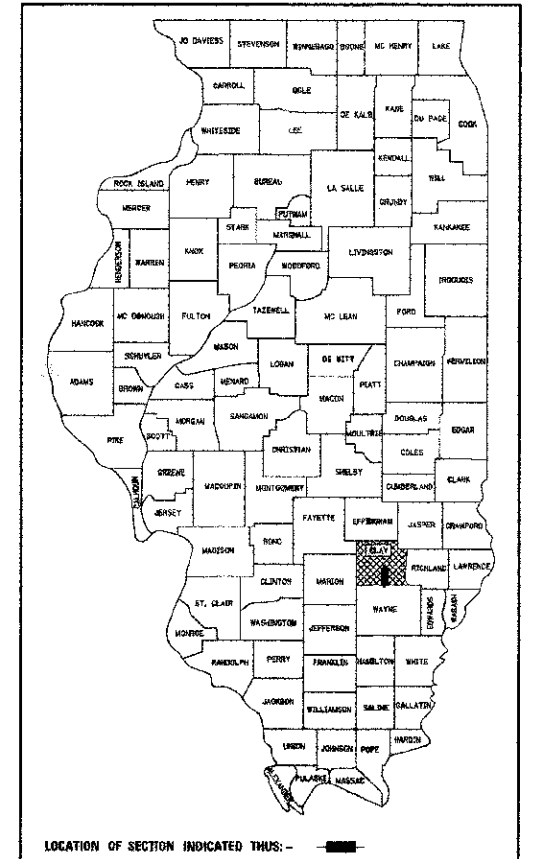 JO DAVIESS STEVENSON WINNEBAGO BOONE MC HENRY LAKE
CARROLL OGLE DE KALB KANE DU PAGE COOK
WHITESIDE LEE KENDALL WILL
ROCK ISLAND HENRY BUREAU LA SALLE GRUNDY
MERCER PUTNAM KANKAKEE
HENDERSON WARREN KNOX STARK MARSHALL LIVINGSTON
PEORIA WOODFORD IROQUOIS
HANCOCK MC DONOUGH FULTON TAZEWELL MC LEAN FORD
SCHUYLER MASON LOGAN DE WITT CHAMPAIGN VERMILION
ADAMS BROWN CASS MENARD MACON PIATT
PIKE SCOTT MORGAN SANGAMON DOUGLAS EDGAR
CHRISTIAN MOULTRIE COLES
CALHOUN GREENE MACOUPIN MONTGOMERY SHELBY CUMBERLAND CLARK
JERSEY FAYETTE EFFINGHAM JASPER CRAWFORD
MADISON BOND CLAY RICHLAND LAWRENCE
CLINTON MARION
ST. CLAIR WAYNE EDWARDS WABASH
MONROE WASHINGTON JEFFERSON
RANDOLPH PERRY FRANKLIN HAMILTON WHITE
JACKSON WILLIAMSON SALINE GALLATIN
UNION JOHNSON POPE HARDIN
ALEXANDER PULASKI MASSAC
LOCATION OF SECTION INDICATED THUS: -